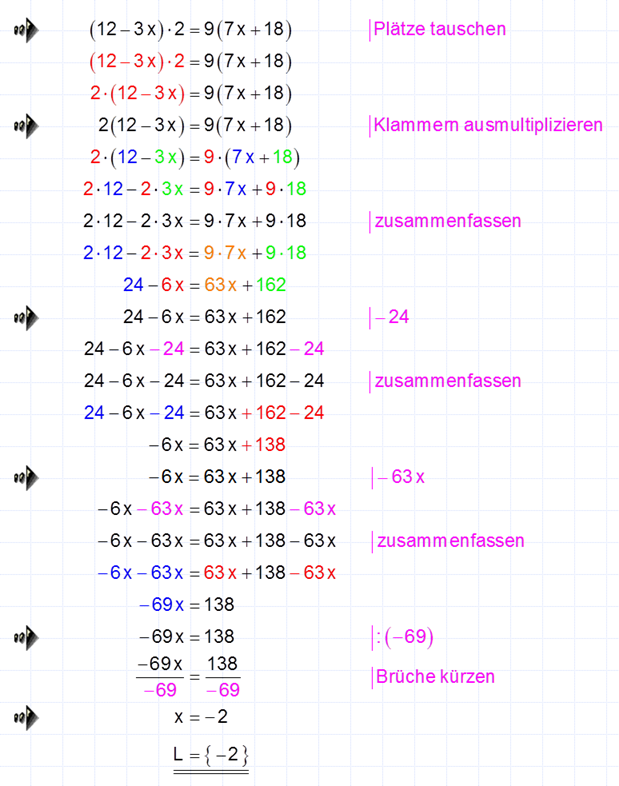 (12 – 3x) · 2 = 9(7x + 18) |Plätze tauschen
(12 – 3x) · 2 = 9(7x + 18)
2 · (12 – 3x) = 9(7x + 18)
2(12 – 3x) = 9(7x + 18) |Klammern ausmultiplizieren
2 · (12 – 3x) = 9 · (7x + 18)
2 · 12 – 2 · 3x = 9 · 7x + 9 · 18
2 · 12 – 2 · 3x = 9 · 7x + 9 · 18 |zusammenfassen
2 · 12 – 2 · 3x = 9 · 7x + 9 · 18
24 – 6x = 63x + 162
24 – 6x = 63x + 162 |– 24
24 – 6x – 24 = 63x + 162 – 24
24 – 6x – 24 = 63x + 162 – 24 |zusammenfassen
24 – 6x – 24 = 63x + 162 – 24
–6x = 63x + 138
–6x = 63x + 138 |– 63x
–6x – 63x = 63x + 138 – 63x
–6x – 63x = 63x + 138 – 63x |zusammenfassen
–6x – 63x = 63x + 138 – 63x
–69x = 138
–69x = 138 |: (–69)
–69x/–69 = 138/–69 |Brüche kürzen
x = –2
L = {–2}